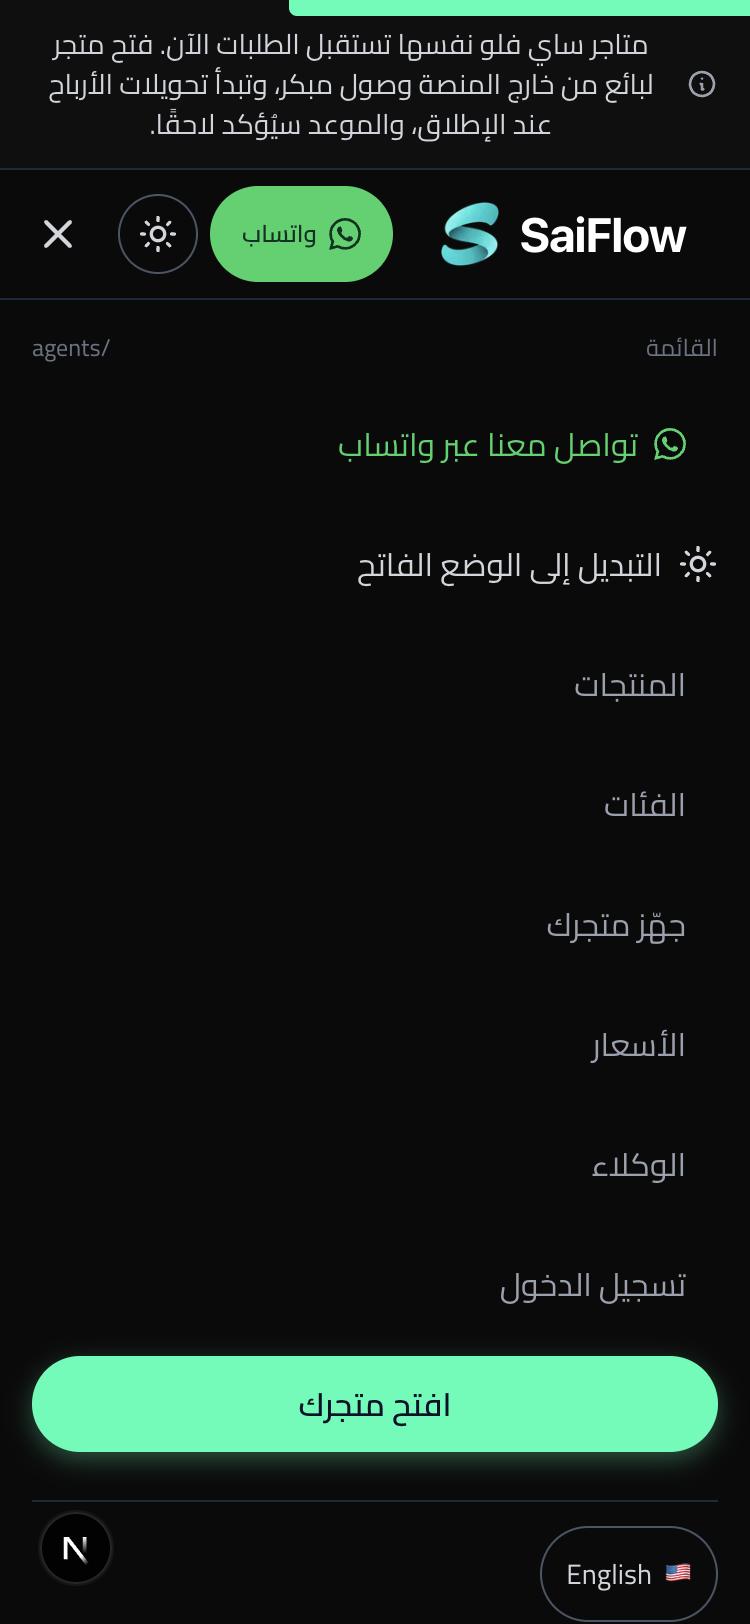 متاجر ساي فلو نفسها تستقبل الطلبات الآن. فتح متجر
لبائع من خارج المنصة وصول مبكر، وتبدأ تحويلات الأرباح
عند الإطلاق، والموعد سيُؤكد لاحقًا.
SaiFlow
واتساب
القائمة
agents/
تواصل معنا عبر واتساب
التبديل إلى الوضع الفاتح
المنتجات
الفئات
جهّز متجرك
الأسعار
الوكلاء
تسجيل الدخول
افتح متجرك
English
N